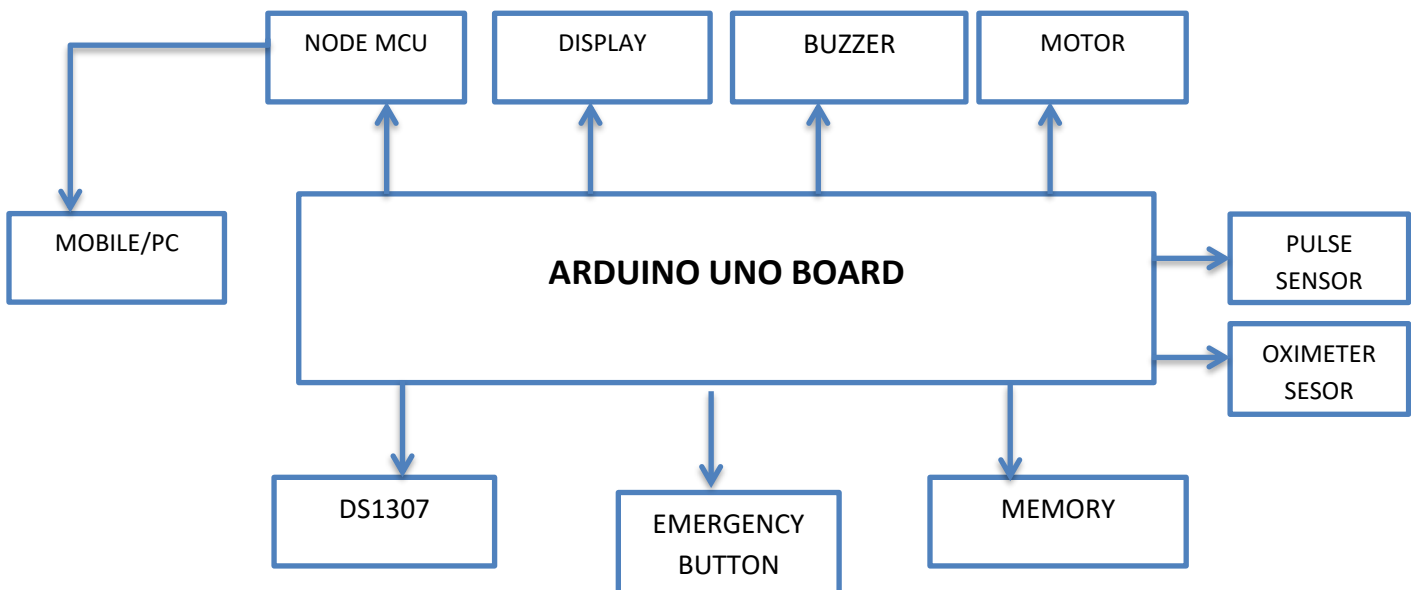 NODE MCU
DISPLAY
BUZZER
MOTOR
MOBILE/PC
ARDUINO UNO BOARD
PULSE
SENSOR
OXIMETER
SESOR
DS1307
EMERGENCY
BUTTON
MEMORY